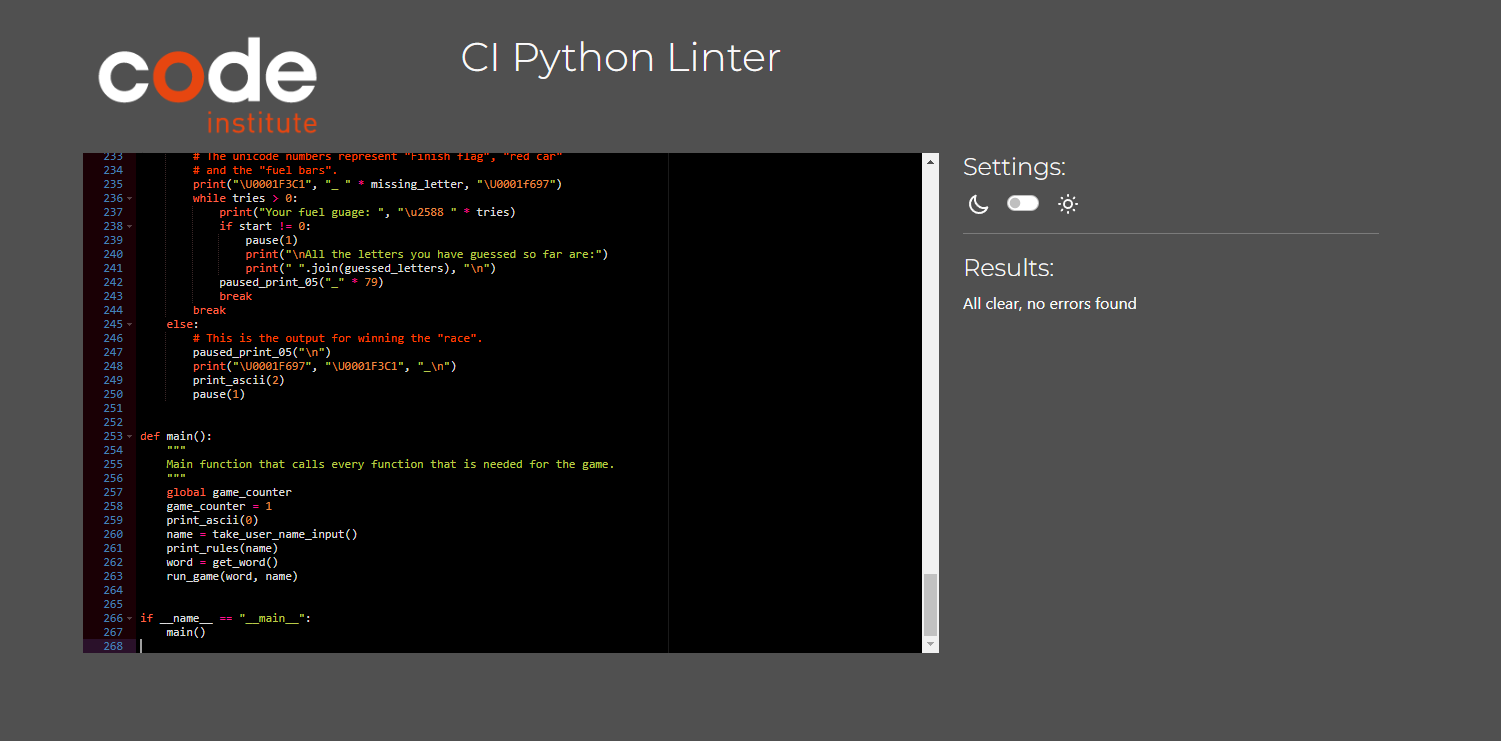 code
institute
CI Python Linter
233 # The unicode numbers represent "Finish flag", "red car"
234 # and the "fuel bars".
235 print("\U0001F3C1", "_ " * missing_letter, "\U0001f697")
236 while tries > 0:
237 print("Your fuel guage: ", "\u2588 " * tries)
238 if start != 0:
239 pause(1)
240 print("\nAll the letters you have guessed so far are:")
241 print(" ".join(guessed_letters), "\n")
242 paused_print_05("_" * 79)
243 break
244 break
245 else:
246 # This is the output for winning the "race".
247 paused_print_05("\n")
248 print("\U0001F697", "\U0001F3C1", "_\n")
249 print_ascii(2)
250 pause(1)
251
252
253 def main():
254 """
255 Main function that calls every function that is needed for the game.
256 """
257 global game_counter
258 game_counter = 1
259 print_ascii(0)
260 name = take_user_name_input()
261 print_rules(name)
262 word = get_word()
263 run_game(word, name)
264
265
266 if __name__ == "__main__":
267 main()
268
Settings:
Results:
All clear, no errors found